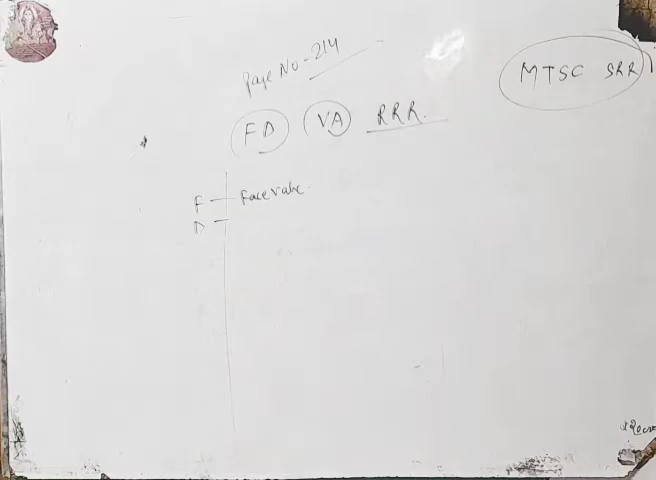 Page No-214
MTSC SRR
FD VA RRR.
F - Face value.
D -